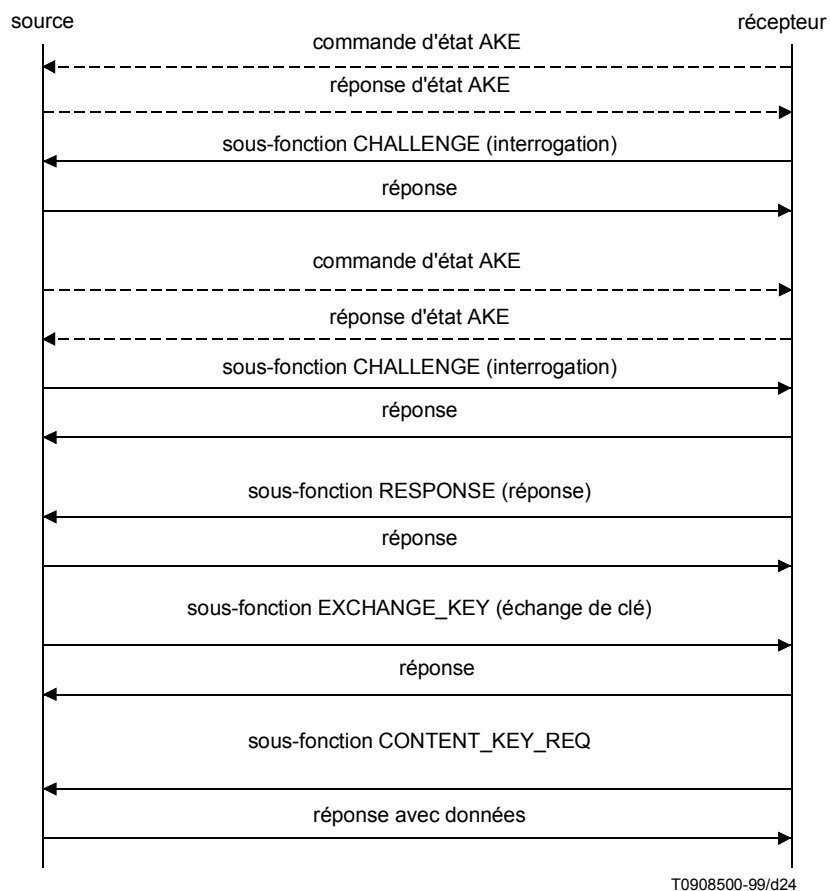 source
récepteur
commande d'état AKE
réponse d'état AKE
sous-fonction CHALLENGE (interrogation)
réponse
commande d'état AKE
réponse d'état AKE
sous-fonction CHALLENGE (interrogation)
réponse
sous-fonction RESPONSE (réponse)
réponse
sous-fonction EXCHANGE_KEY (échange de clé)
réponse
sous-fonction CONTENT_KEY_REQ
réponse avec données
T0908500-99/d24